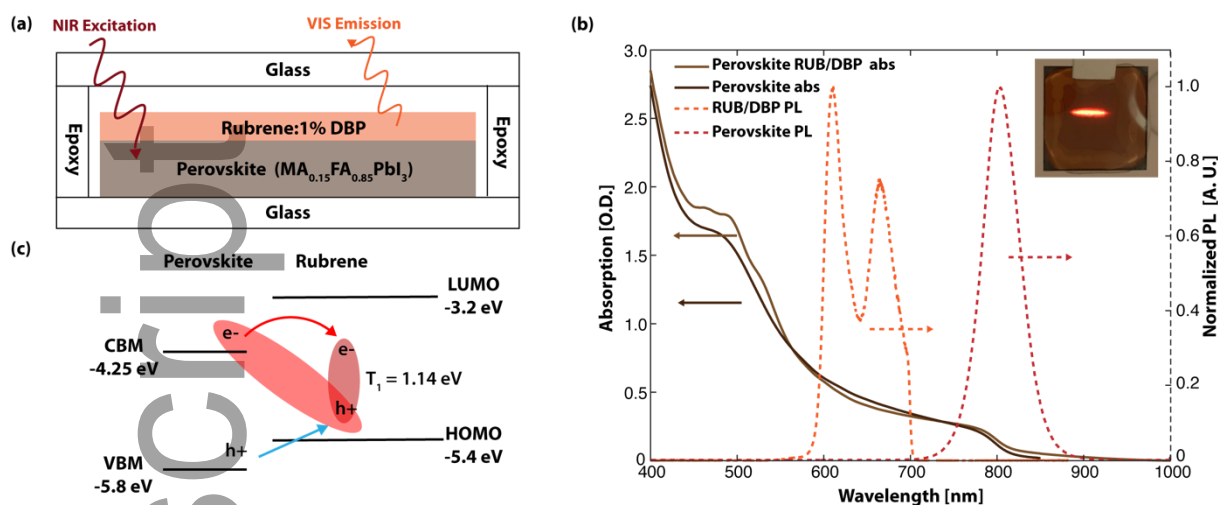 (a)
NIR Excitation
VIS Emission
Glass
Epoxy
Rubrene:1% DBP
Perovskite (MA0.15FA0.85PbI3)
Epoxy
Glass
(b)
3.0
2.5
2.0
1.5
1.0
0.5
0
Absorption [O.D.]
Perovskite RUB/DBP abs
Perovskite abs
RUB/DBP PL
Perovskite PL
1.0
0.8
0.6
0.4
0.2
0
Normalized PL [A. U.]
400 500 600 700 800 900 1000
Wavelength [nm]
(c)
Perovskite Rubrene
LUMO
-3.2 eV
e-
CBM
-4.25 eV
e-
T1 = 1.14 eV
h+
h+
HOMO
-5.4 eV
VBM
-5.8 eV
script